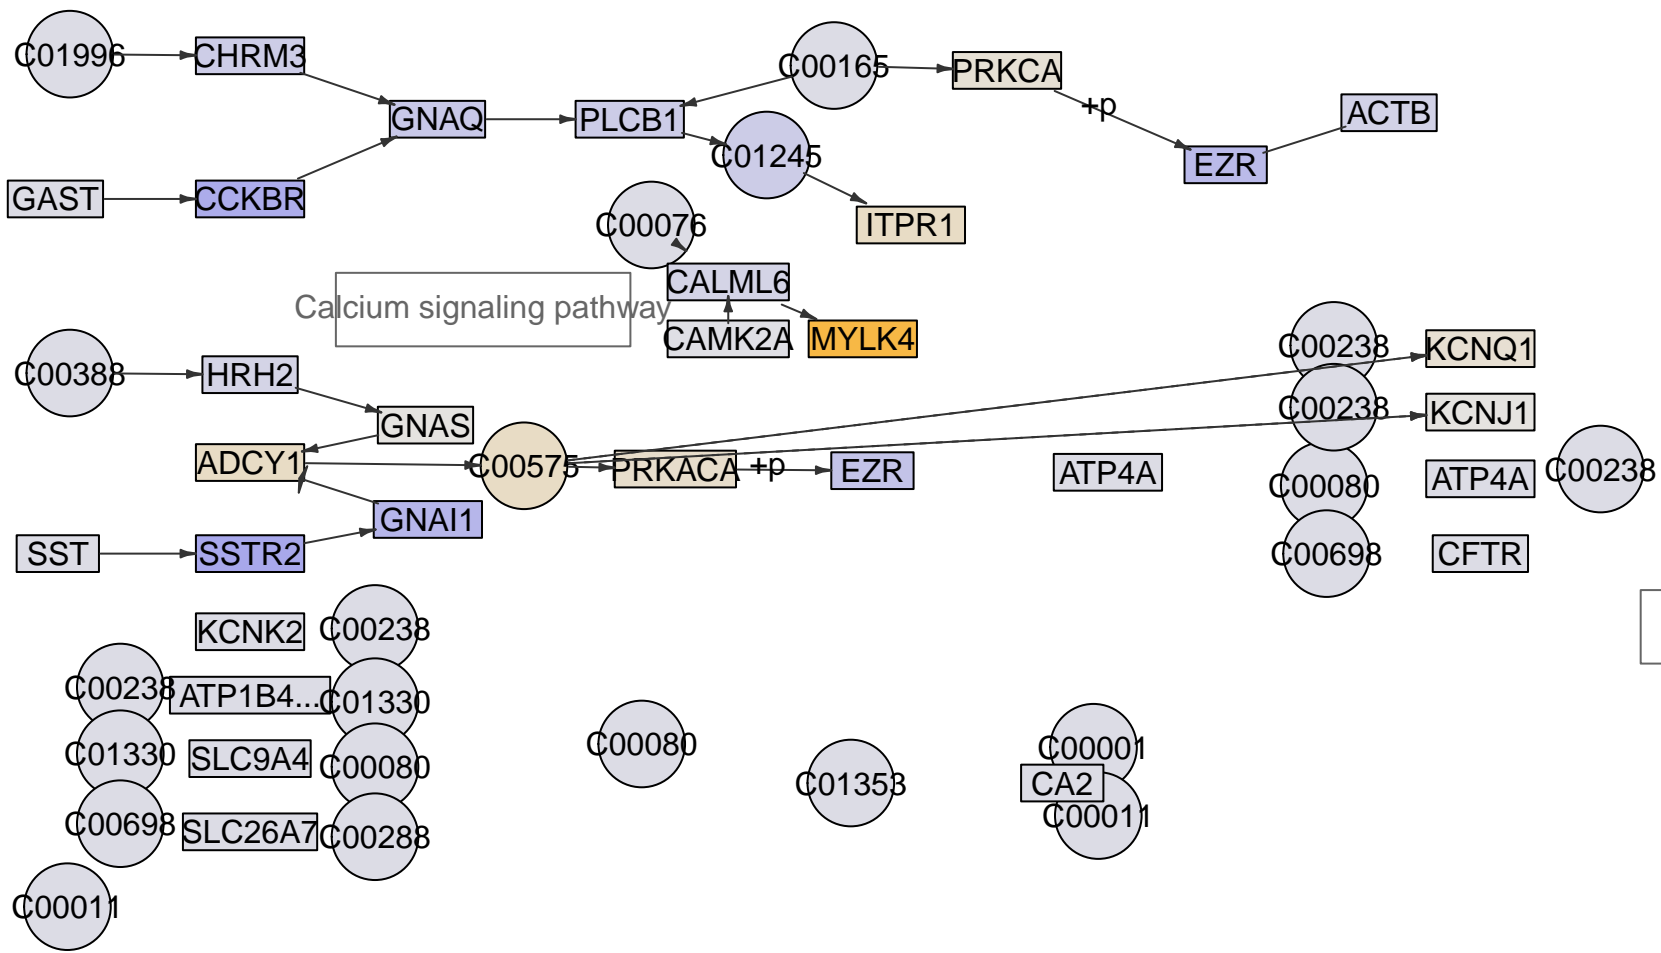 C01996
CHRM3
C00165
PRKCA
+p
ACTB
GNAQ
PLCB1
C01245
EZR
GAST
CCKBR
C00076
ITPR1
CALML6
Calcium signaling pathway
CAMK2A
MYLK4
C00238
KCNQ1
C00388
HRH2
C00238
KCNJ1
GNAS
ADCY1
C00575
PRKACA
+p
EZR
ATP4A
C00080
ATP4A
C00238
GNAI1
SST
SSTR2
C00698
CFTR
KCNK2
C00238
C00238
ATP1B4...
C01330
C01330
SLC9A4
C00080
C00080
C01353
C00001
CA2
C00011
C00698
SLC26A7
C00288
C00011